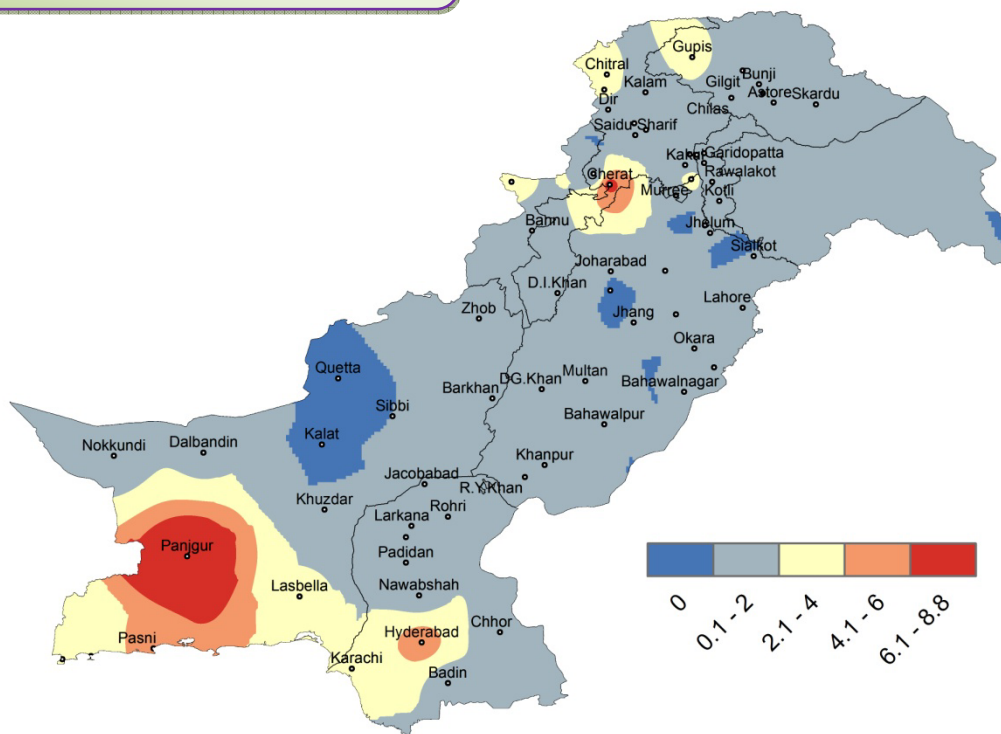 Gupis
Chitral
Bunji
Kalam
Gilgit
Astore
Skardu
Dir
Chilas
Saidu Sharif
Garidopatta
Rawalakot
Cherat
Murree
Kotli
Bannu
Jhelum
Sialkot
Joharabad
D.I.Khan
Lahore
Zhob
Jhang
Okara
Quetta
Multan
DG.Khan
Bahawalnagar
Barkhan
Sibbi
Bahawalpur
Kalat
Nokkundi
Dalbandin
Khanpur
Jacobabad
R.Y.Khan
Khuzdar
Rohri
Larkana
Panjgur
Padidan
Lasbella
Nawabshah
Chhor
Pasni
Hyderabad
Karachi
Badin
0
0.1 - 2
2.1 - 4
4.1 - 6
6.1 - 8.8